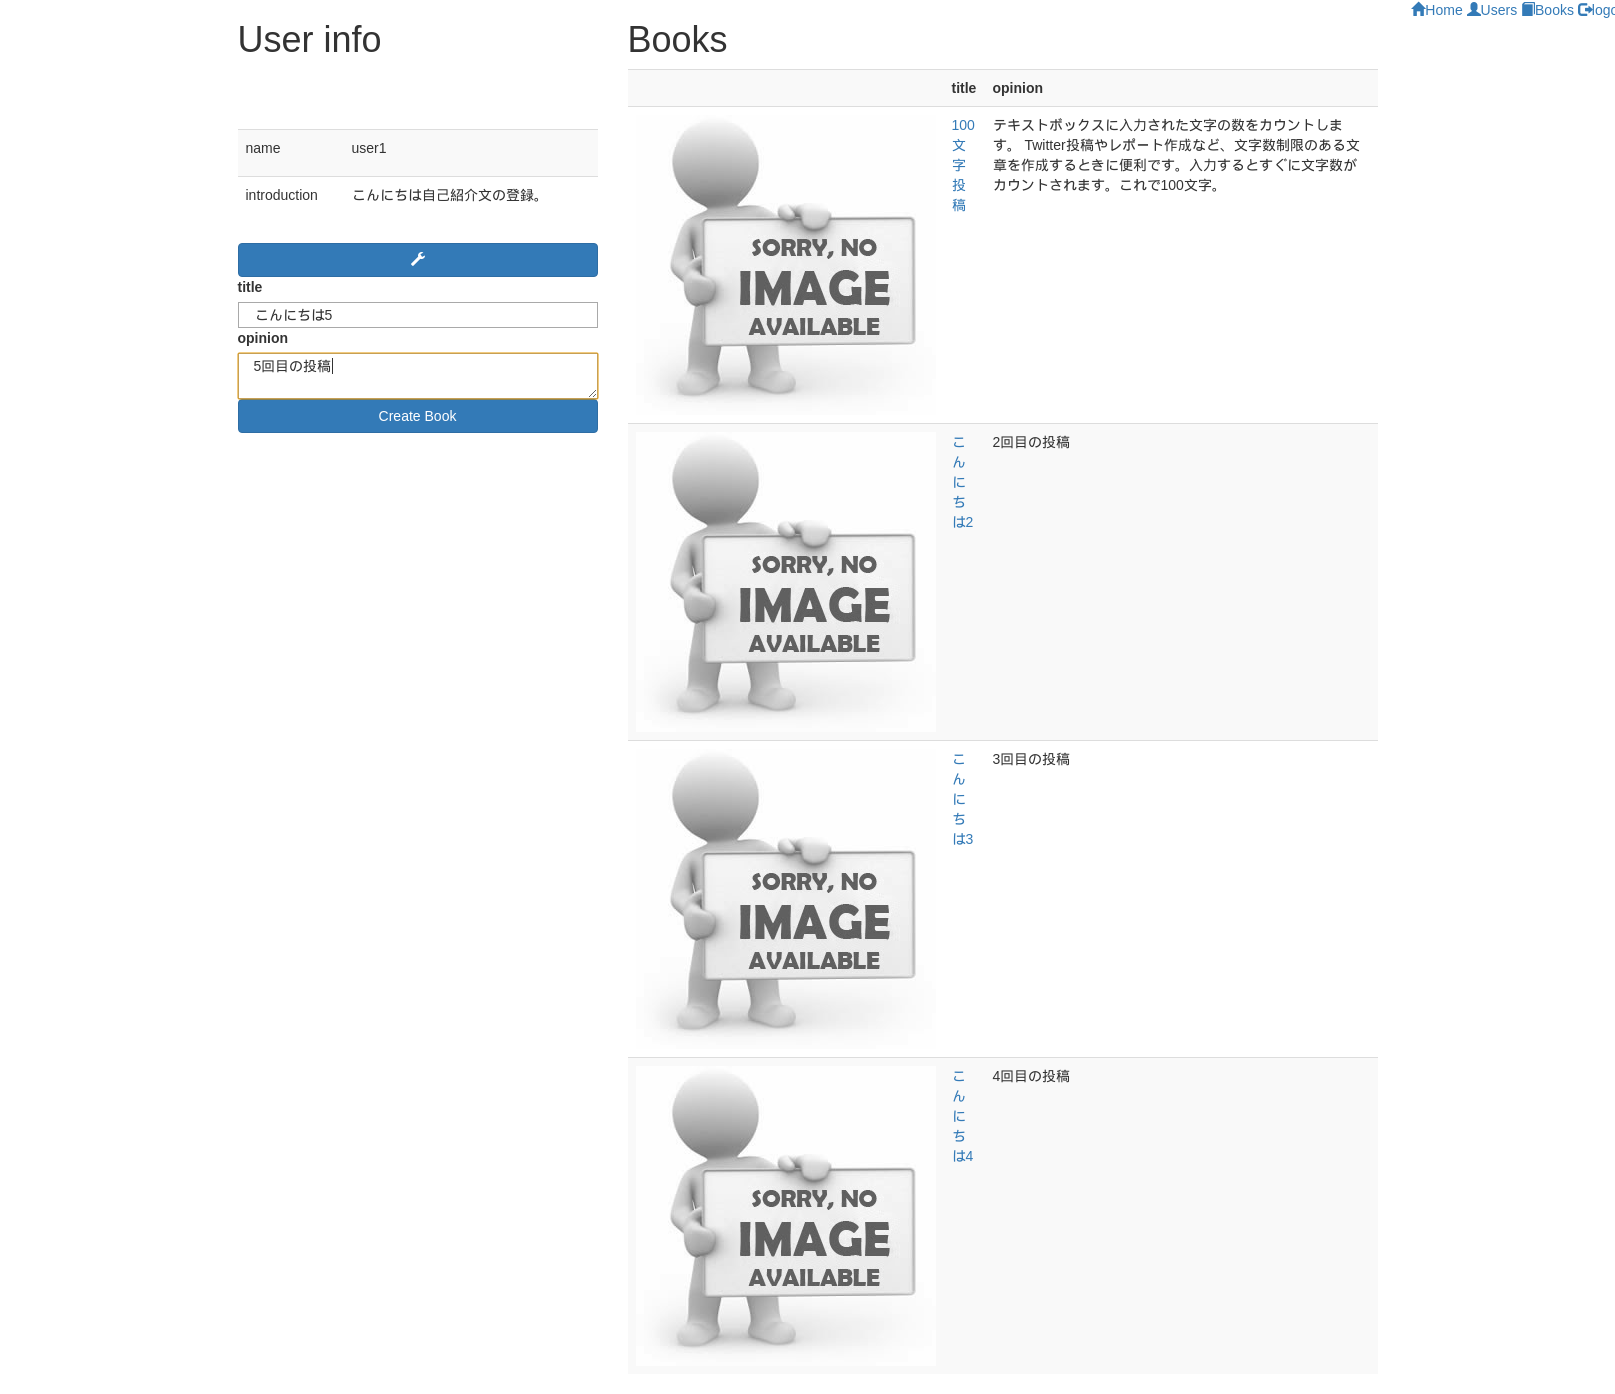 Home Users Books logo
User info
name user1
introduction こんにちは自己紹介文の登録。
title
こんにちは5
opinion
5回目の投稿
Create Book
Books
title opinion
SORRY, NO
IMAGE
AVAILABLE
100
文
字
投
稿
テキストボックスに入力された文字の数をカウントしま
す。 Twitter投稿やレポート作成など、文字数制限のある文
章を作成するときに便利です。入力するとすぐに文字数が
カウントされます。これで100文字。
SORRY, NO
IMAGE
AVAILABLE
こ
ん
に
ち
は2
2回目の投稿
SORRY, NO
IMAGE
AVAILABLE
こ
ん
に
ち
は3
3回目の投稿
SORRY, NO
IMAGE
AVAILABLE
こ
ん
に
ち
は4
4回目の投稿